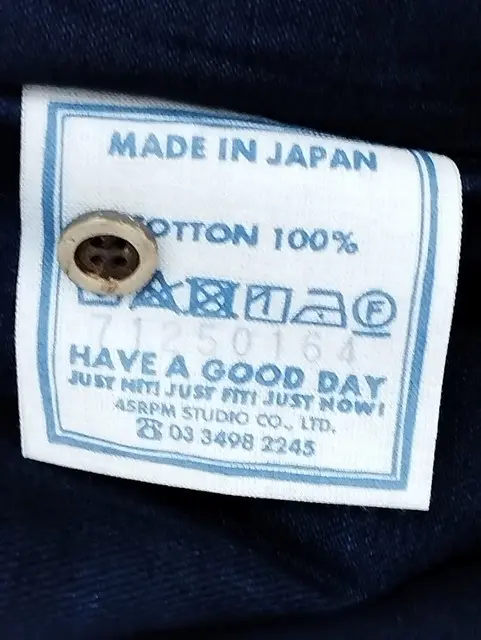 MADE IN JAPAN
COTTON 100%
F
71250164
HAVE A GOOD DAY
JUST NIT! JUST FIT! JUST NOW!
45RPM STUDIO CO., LTD.
☎ 03 3498 2245